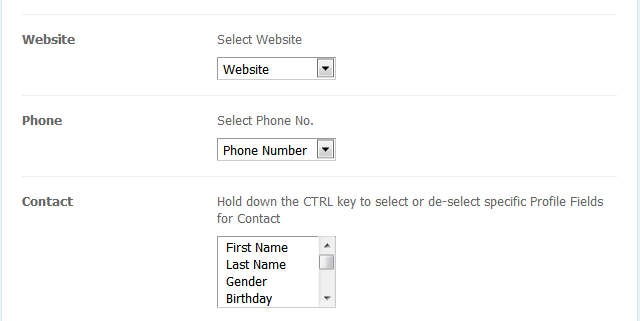 Website
Select Website
Website
Phone
Select Phone No.
Phone Number
Contact
Hold down the CTRL key to select or de-select specific Profile Fields
for Contact
First Name
Last Name
Gender
Birthday